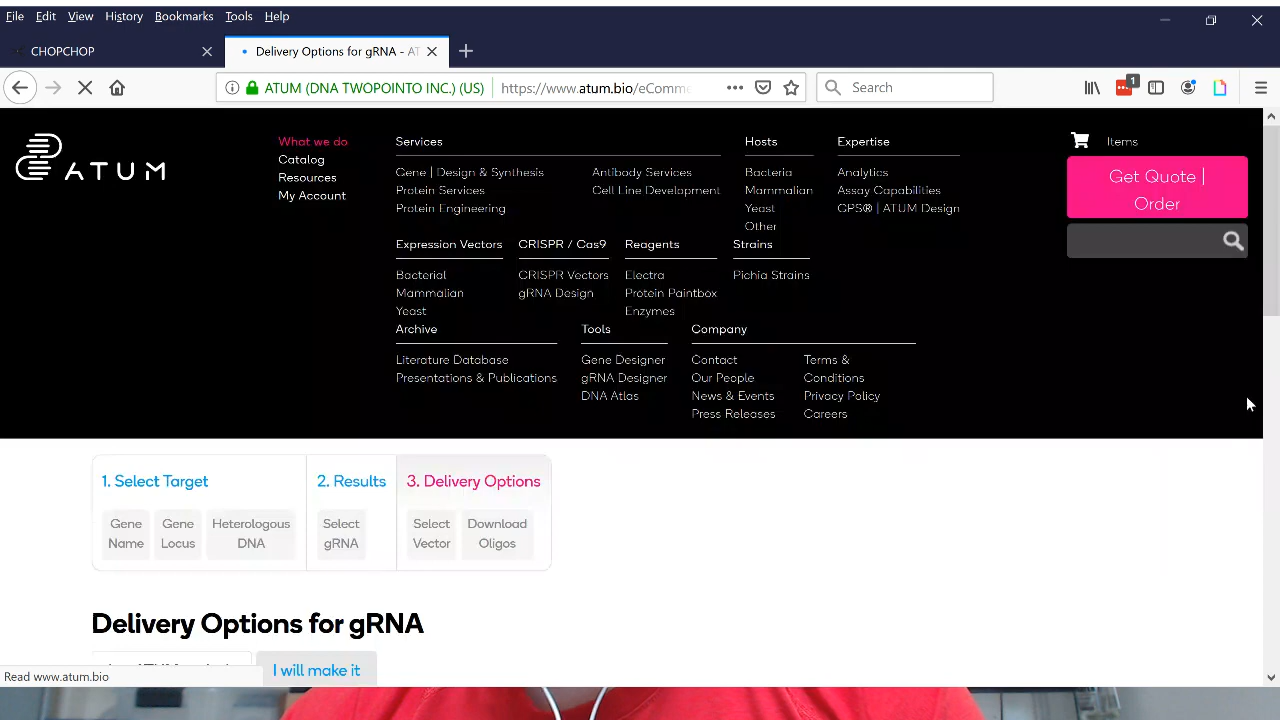 File Edit View History Bookmarks Tools Help
CHOPCHOP
Delivery Options for gRNA - AT
ATUM (DNA TWOPOINTO INC.) (US)
https://www.atum.bio/eComme
Search
1
ATUM
What we do
Catalog
Resources
My Account
Services
Gene | Design & Synthesis
Protein Services
Protein Engineering
Antibody Services
Cell Line Development
Hosts
Bacteria
Mammalian
Yeast
Other
Expertise
Analytics
Assay Capabilities
GPS® | ATUM Design
Items
Get Quote |
Order
Expression Vectors
Bacterial
Mammalian
Yeast
CRISPR / Cas9
CRISPR Vectors
gRNA Design
Reagents
Electra
Protein Paintbox
Enzymes
Strains
Pichia Strains
Archive
Literature Database
Presentations & Publications
Tools
Gene Designer
gRNA Designer
DNA Atlas
Company
Contact
Our People
News & Events
Press Releases
Terms &
Conditions
Privacy Policy
Careers
1. Select Target
Gene
Name
Gene
Locus
Heterologous
DNA
2. Results
Select
gRNA
3. Delivery Options
Select
Vector
Download
Oligos
Delivery Options for gRNA
I will make it
Read www.atum.bio